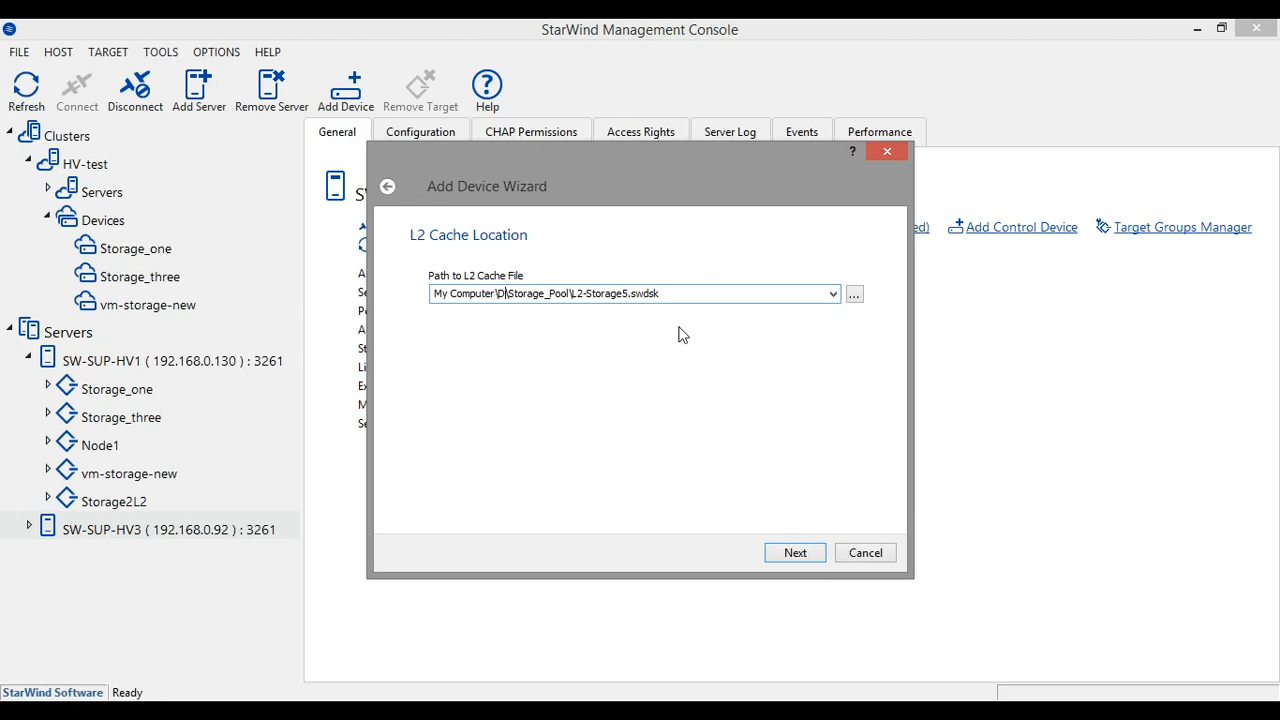 StarWind Management Console
FILE HOST TARGET TOOLS OPTIONS HELP
Refresh Connect Disconnect Add Server Remove Server Add Device Remove Target Help
Clusters
HV-test
Servers
Devices
Storage_one
Storage_three
vm-storage-new
Servers
SW-SUP-HV1 ( 192.168.0.130 ) : 3261
Storage_one
Storage_three
Node1
vm-storage-new
Storage2L2
SW-SUP-HV3 ( 192.168.0.92 ) : 3261
General Configuration CHAP Permissions Access Rights Server Log Events Performance
Add Control Device Target Groups Manager
? 
Add Device Wizard
L2 Cache Location
Path to L2 Cache File
My Computer\D\Storage_Pool\L2-Storage5.swdsk
...
Next Cancel
StarWind Software Ready